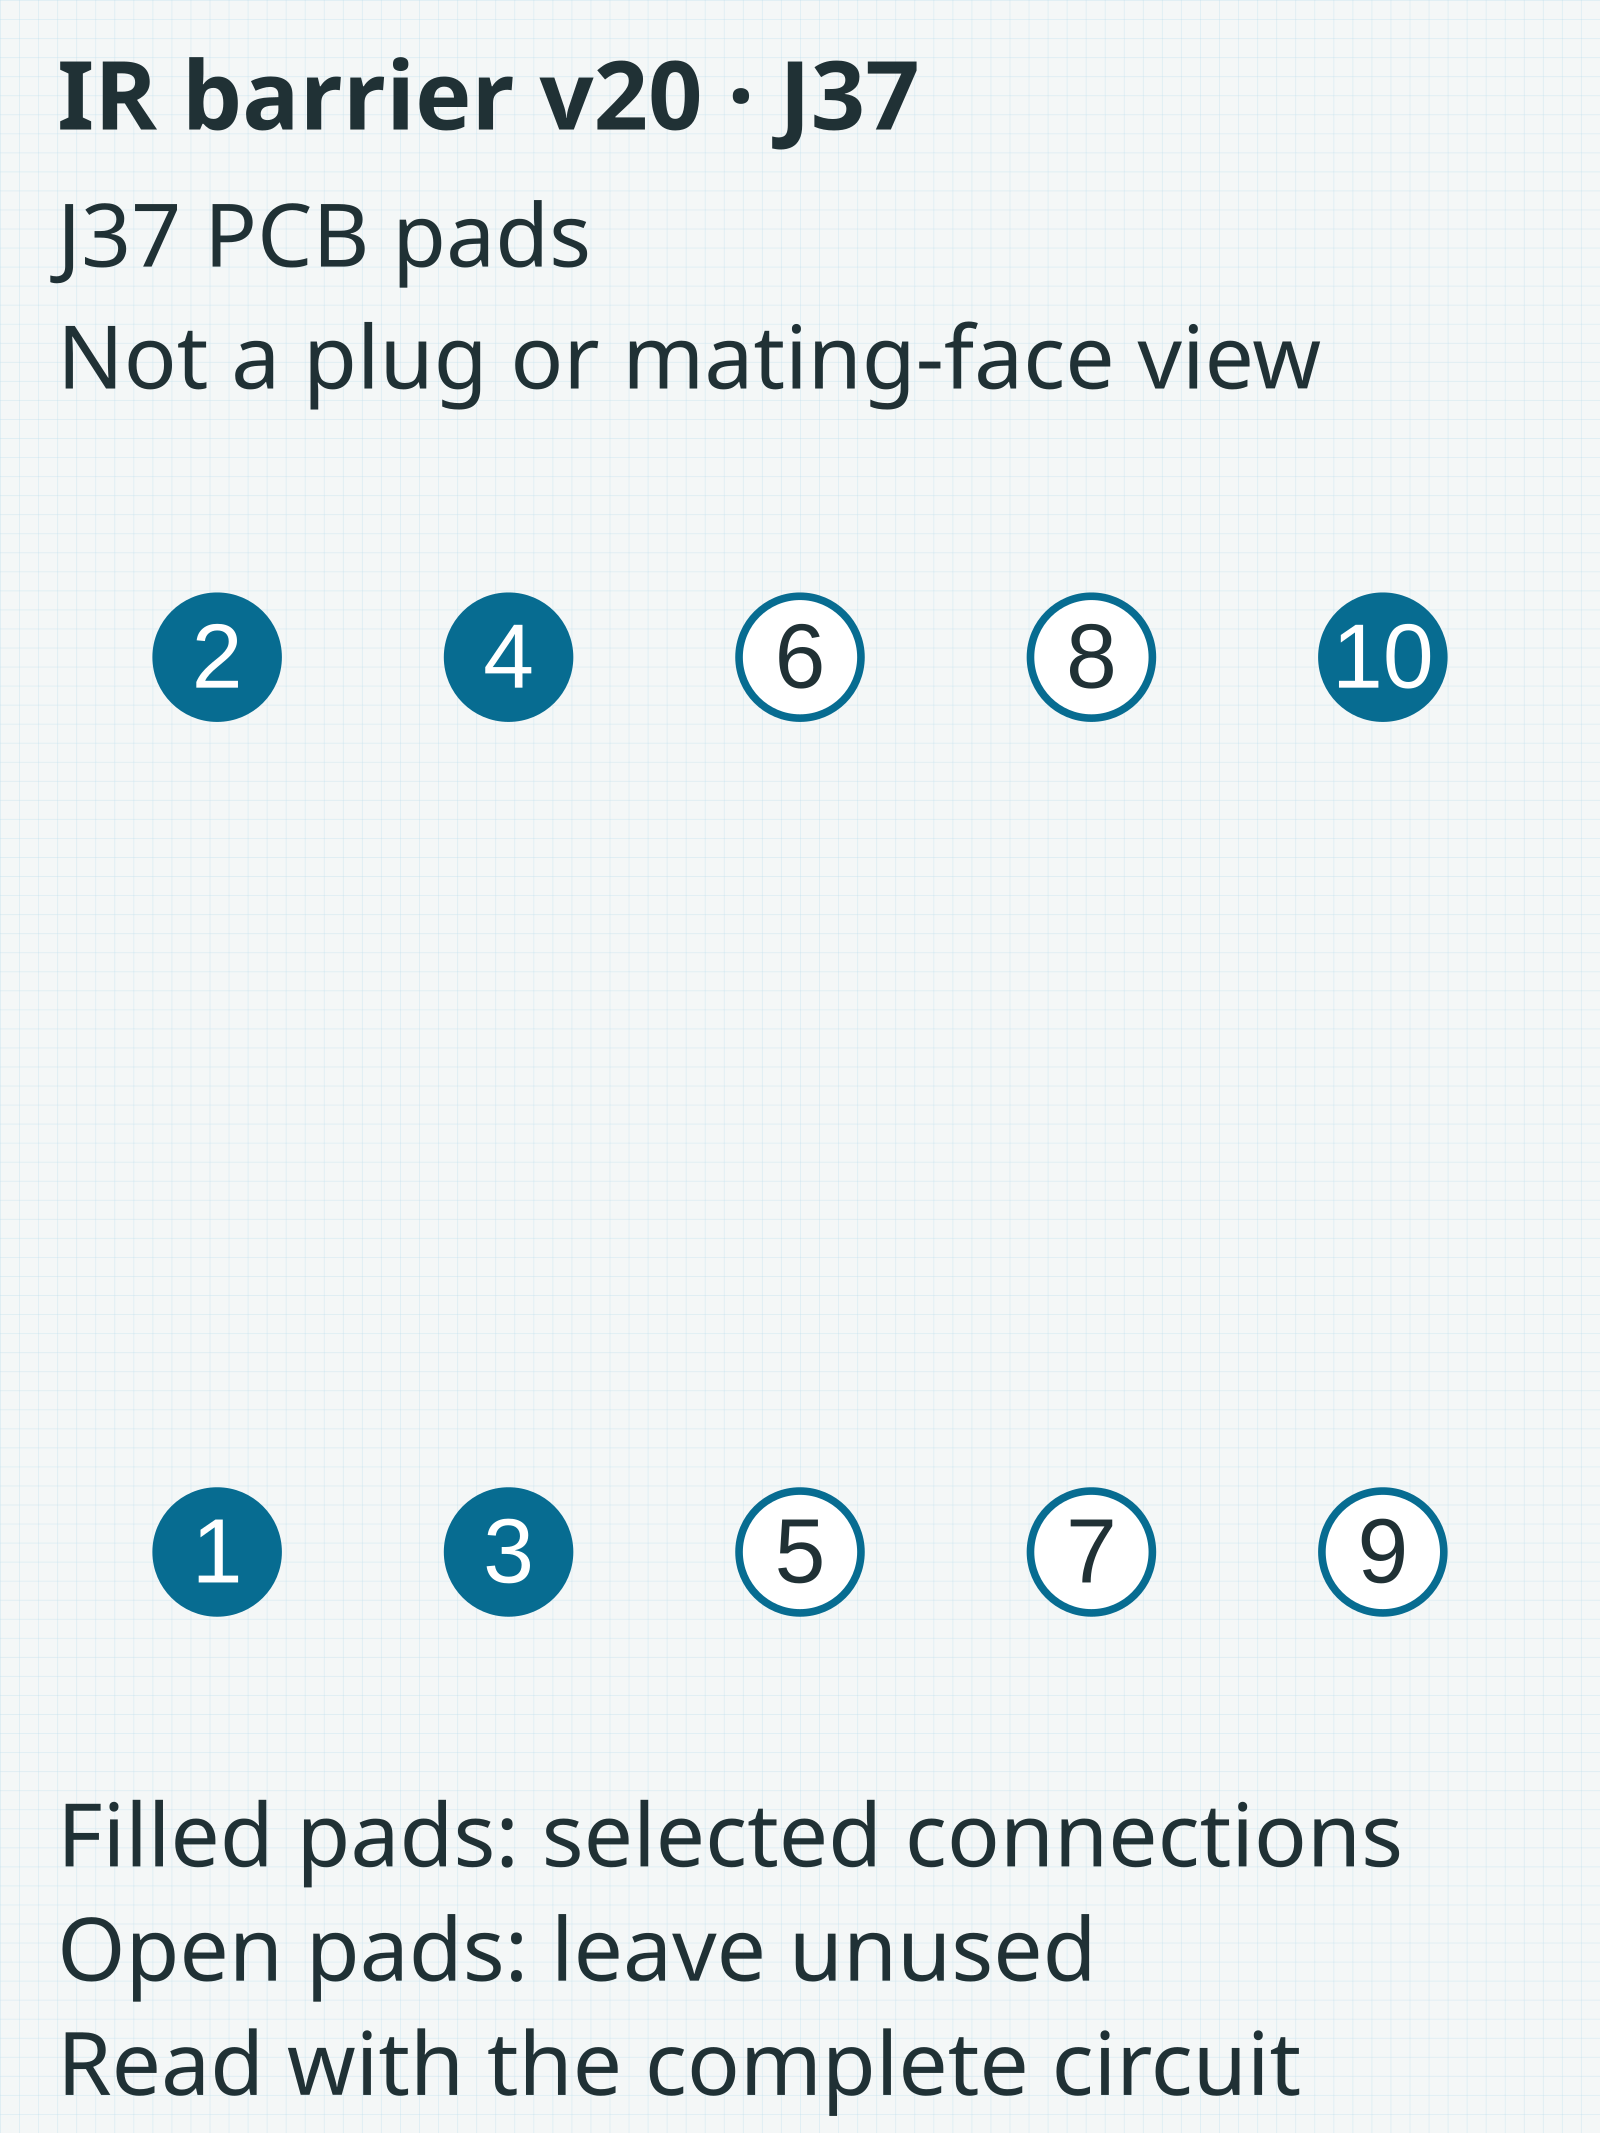 IR barrier v20 · J37
J37 PCB pads
Not a plug or mating-face view
2 4 6 8 10
1 3 5 7 9
Filled pads: selected connections
Open pads: leave unused
Read with the complete circuit